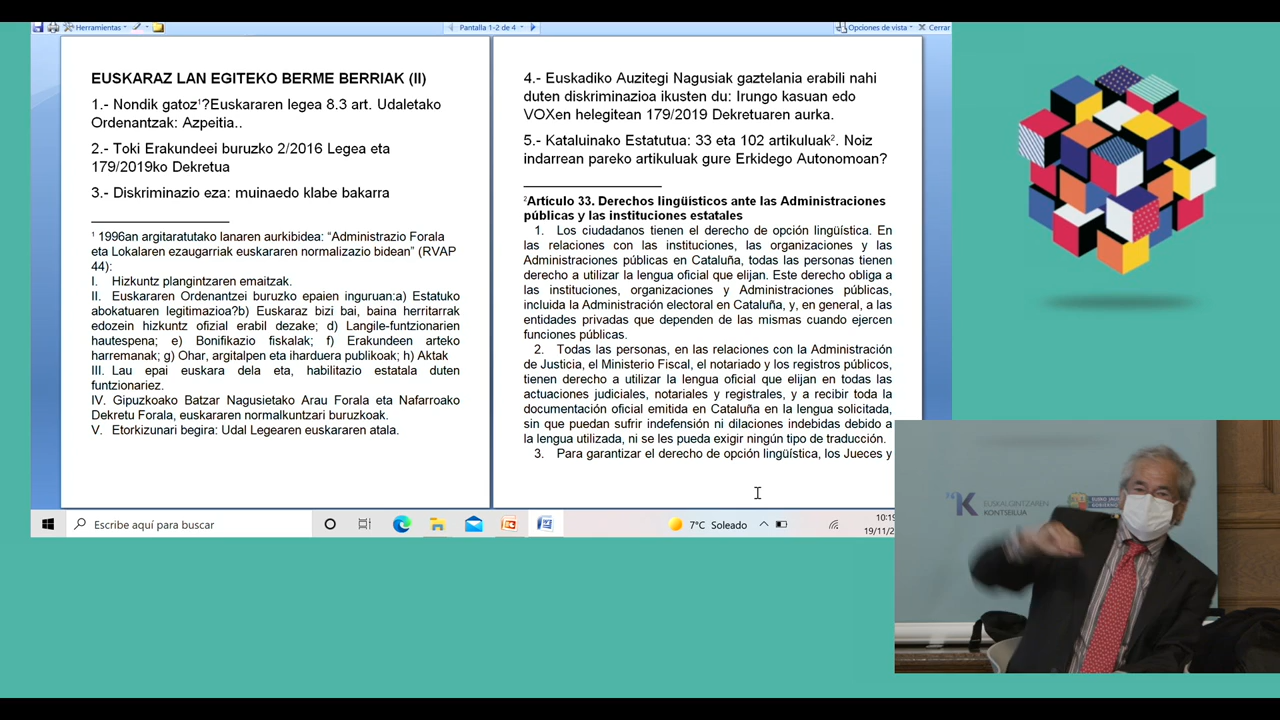 Herramientas
Pantalla 1-2 de 4
Opciones de vista
Cerrar
EUSKARAZ LAN EGITEKO BERME BERRIAK (II)
1.- Nondik gatoz¹?Euskararen legea 8.3 art. Udaletako
Ordenantzak: Azpeitia..
2.- Toki Erakundeei buruzko 2/2016 Legea eta
179/2019ko Dekretua
3.- Diskriminazio eza: muinaedo klabe bakarra
¹ 1996an argitaratutako lanaren aurkibidea: “Administrazio Forala
eta Lokalaren ezaugarriak euskararen normalizazio bidean” (RVAP
44):
I. Hizkuntz plangintzaren emaitzak.
II. Euskararen Ordenantzei buruzko epaien inguruan:a) Estatuko
abokatuaren legitimazioa?b) Euskaraz bizi bai, baina herritarrak
edozein hizkuntz ofizial erabil dezake; d) Langile-funtzionarien
hautespena; e) Bonifikazio fiskalak; f) Erakundeen arteko
harremanak; g) Ohar, argitalpen eta iharduera publikoak; h) Aktak
III. Lau epai euskara dela eta, habilitazio estatala duten
funtzionariez.
IV. Gipuzkoako Batzar Nagusietako Arau Forala eta Nafarroako
Dekretu Forala, euskararen normalkuntzari buruzkoak.
V. Etorkizunari begira: Udal Legearen euskararen atala.
4.- Euskadiko Auzitegi Nagusiak gaztelania erabili nahi
duten diskriminazioa ikusten du: Irungo kasuan edo
VOXen helegitean 179/2019 Dekretuaren aurka.
5.- Kataluinako Estatutua: 33 eta 102 artikuluak². Noiz
indarrean pareko artikuluak gure Erkidego Autonomoan?
²Artículo 33. Derechos lingüísticos ante las Administraciones
públicas y las instituciones estatales
1. Los ciudadanos tienen el derecho de opción lingüística. En
las relaciones con las instituciones, las organizaciones y las
Administraciones públicas en Cataluña, todas las personas tienen
derecho a utilizar la lengua oficial que elijan. Este derecho obliga a
las instituciones, organizaciones y Administraciones públicas,
incluida la Administración electoral en Cataluña, y, en general, a las
entidades privadas que dependen de las mismas cuando ejercen
funciones públicas.
2. Todas las personas, en las relaciones con la Administración
de Justicia, el Ministerio Fiscal, el notariado y los registros públicos,
tienen derecho a utilizar la lengua oficial que elijan en todas las
actuaciones judiciales, notariales y registrales, y a recibir toda la
documentación oficial emitida en Cataluña en la lengua solicitada,
sin que puedan sufrir indefensión ni dilaciones indebidas debido a
la lengua utilizada, ni se les pueda exigir ningún tipo de traducción.
3. Para garantizar el derecho de opción lingüística, los Jueces y
Escribe aquí para buscar
7°C Soleado
10:19
19/11/2
K
EUSKALGINTZAREN
KONTSEILUA